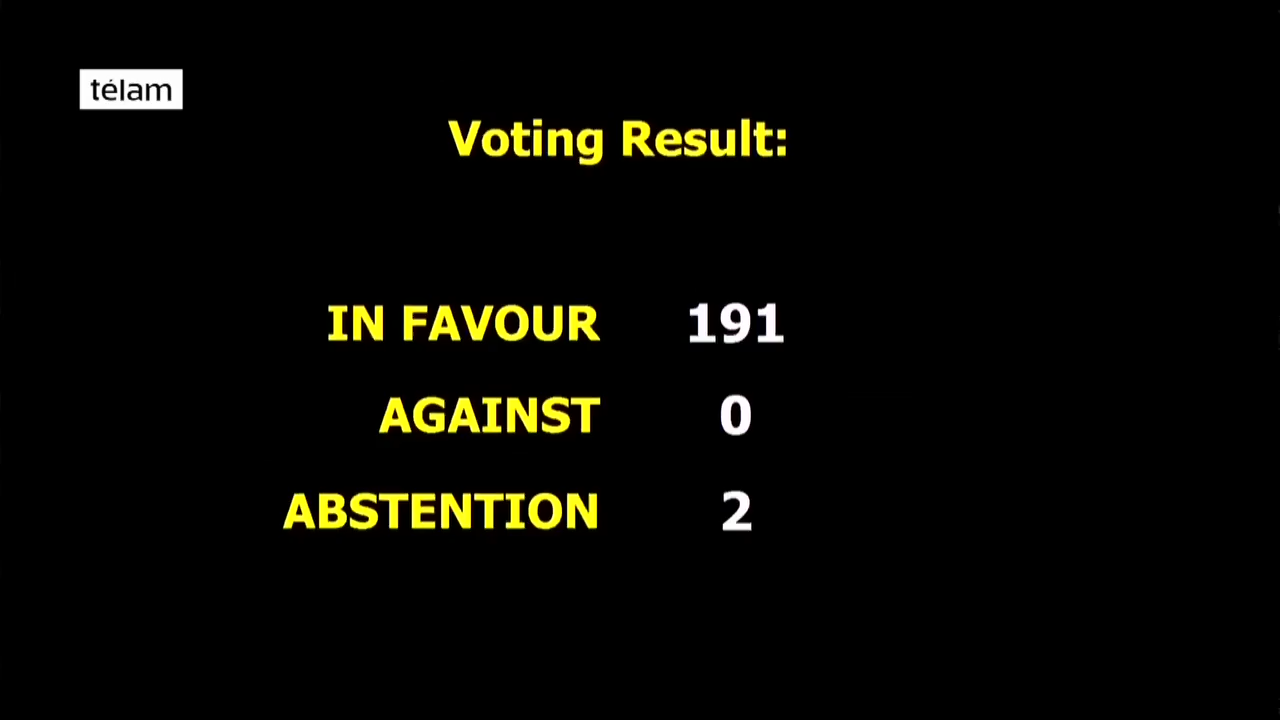 télam
Voting Result:
IN FAVOUR 191
AGAINST 0
ABSTENTION 2